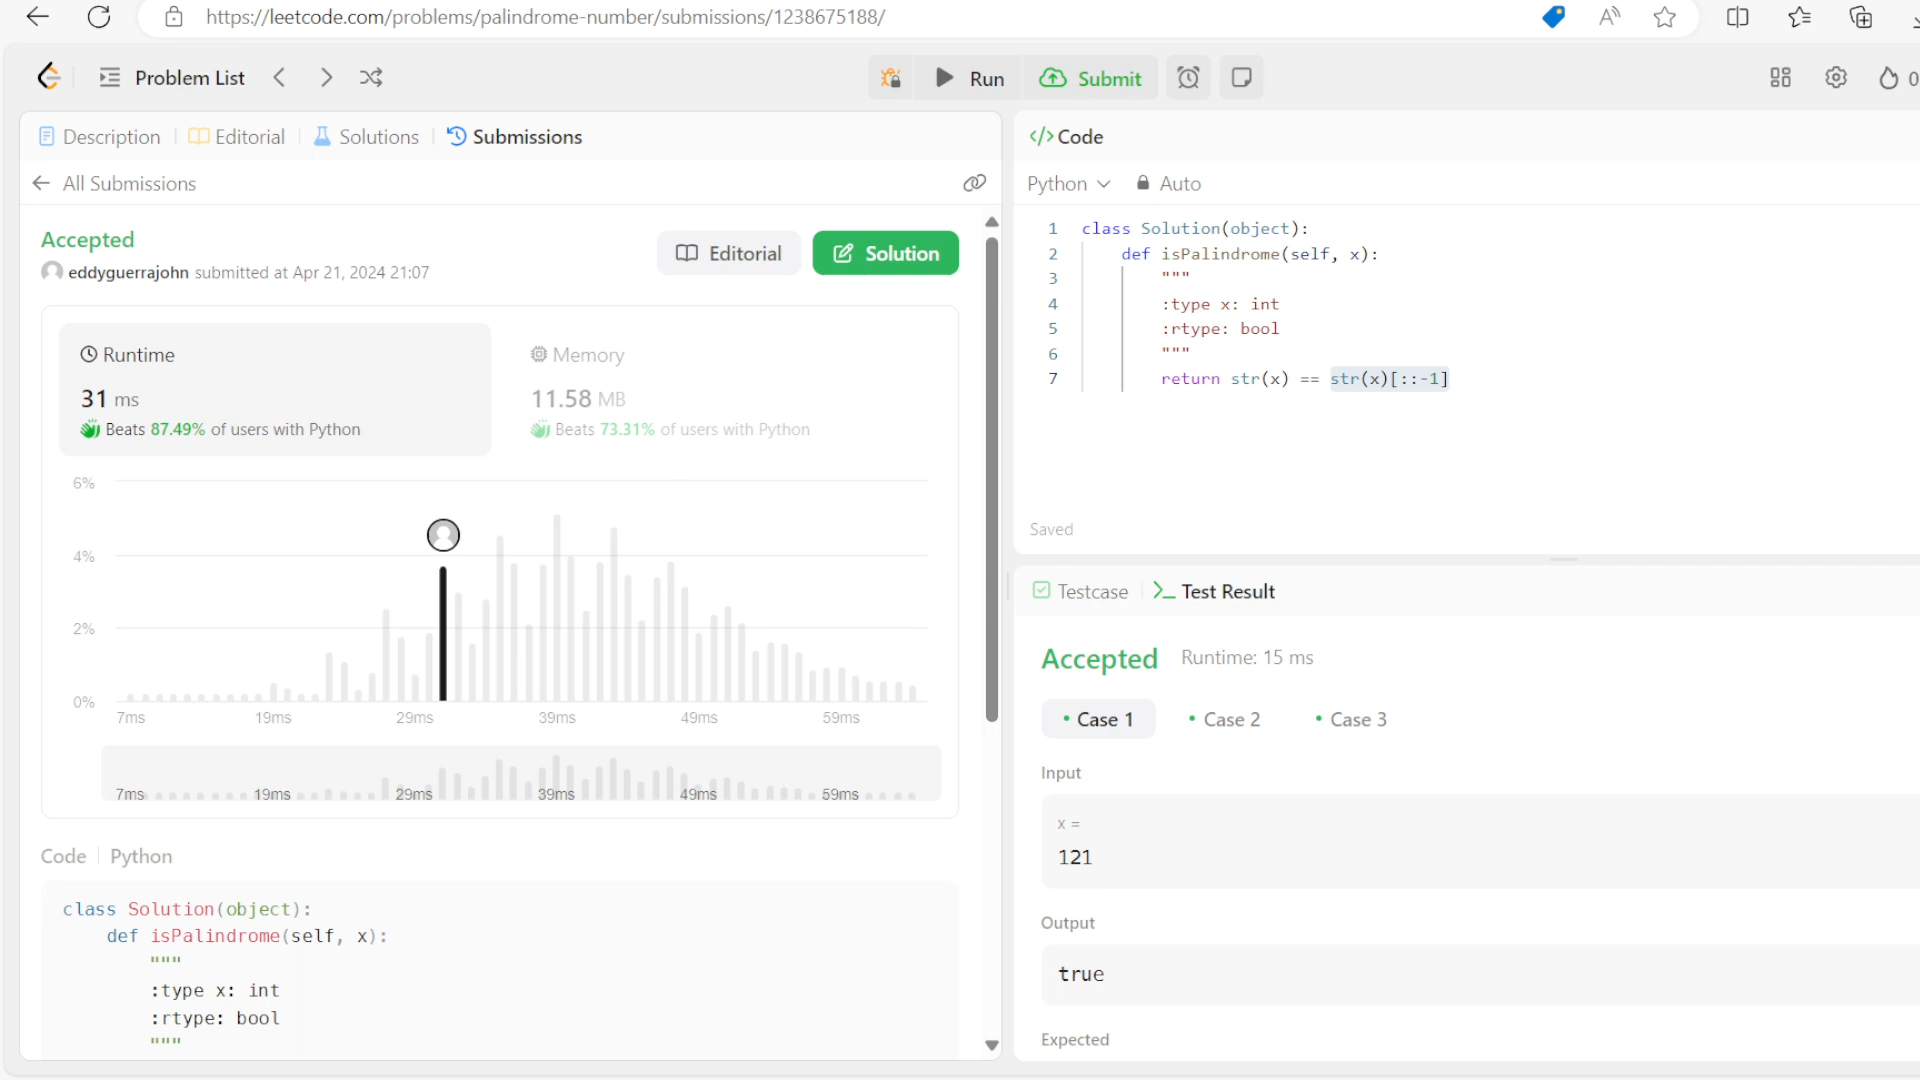 https://leetcode.com/problems/palindrome-number/submissions/1238675188/
Problem List
Run
Submit
0
Description
Editorial
Solutions
Submissions
All Submissions
Accepted
eddyguerrajohn submitted at Apr 21, 2024 21:07
Editorial
Solution
Runtime
31 ms
Beats 87.49% of users with Python
Memory
11.58 MB
Beats 73.31% of users with Python
6%
4%
2%
0%
7ms 19ms 29ms 39ms 49ms 59ms
7ms 19ms 29ms 39ms 49ms 59ms
Code Python
class Solution(object):
def isPalindrome(self, x):
"""
:type x: int
:rtype: bool
"""
</> Code
Python
Auto
1 class Solution(object):
2 def isPalindrome(self, x):
3 """
4 :type x: int
5 :rtype: bool
6 """
7 return str(x) == str(x)[::-1]
Saved
Testcase
Test Result
Accepted
Runtime: 15 ms
Case 1
Case 2
Case 3
Input
x =
121
Output
true
Expected